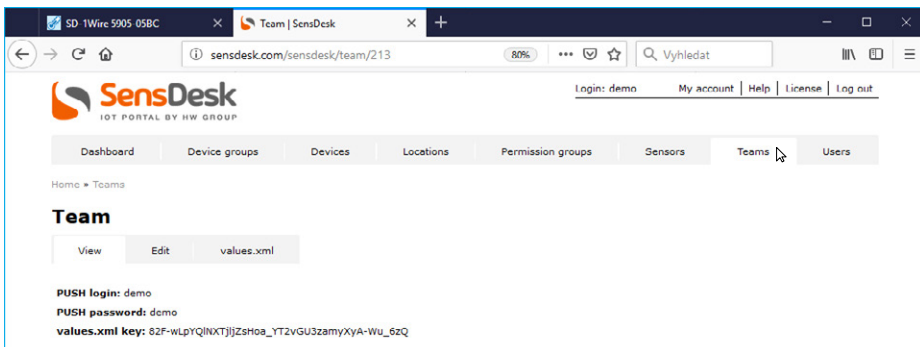 SD-1Wire 5905 05BC
Team | SensDesk
sensdesk.com/sensdesk/team/213
80%
Vyhledat
SensDesk
IOT PORTAL BY HW GROUP
Login: demo My account | Help | License | Log out
Dashboard Device groups Devices Locations Permission groups Sensors Teams Users
Home » Teams
Team
View Edit values.xml
PUSH login: demo
PUSH password: demo
values.xml key: 82F-wLpYQlNXTjljZsHoa_YT2vGU3zamyXyA-Wu_6zQ